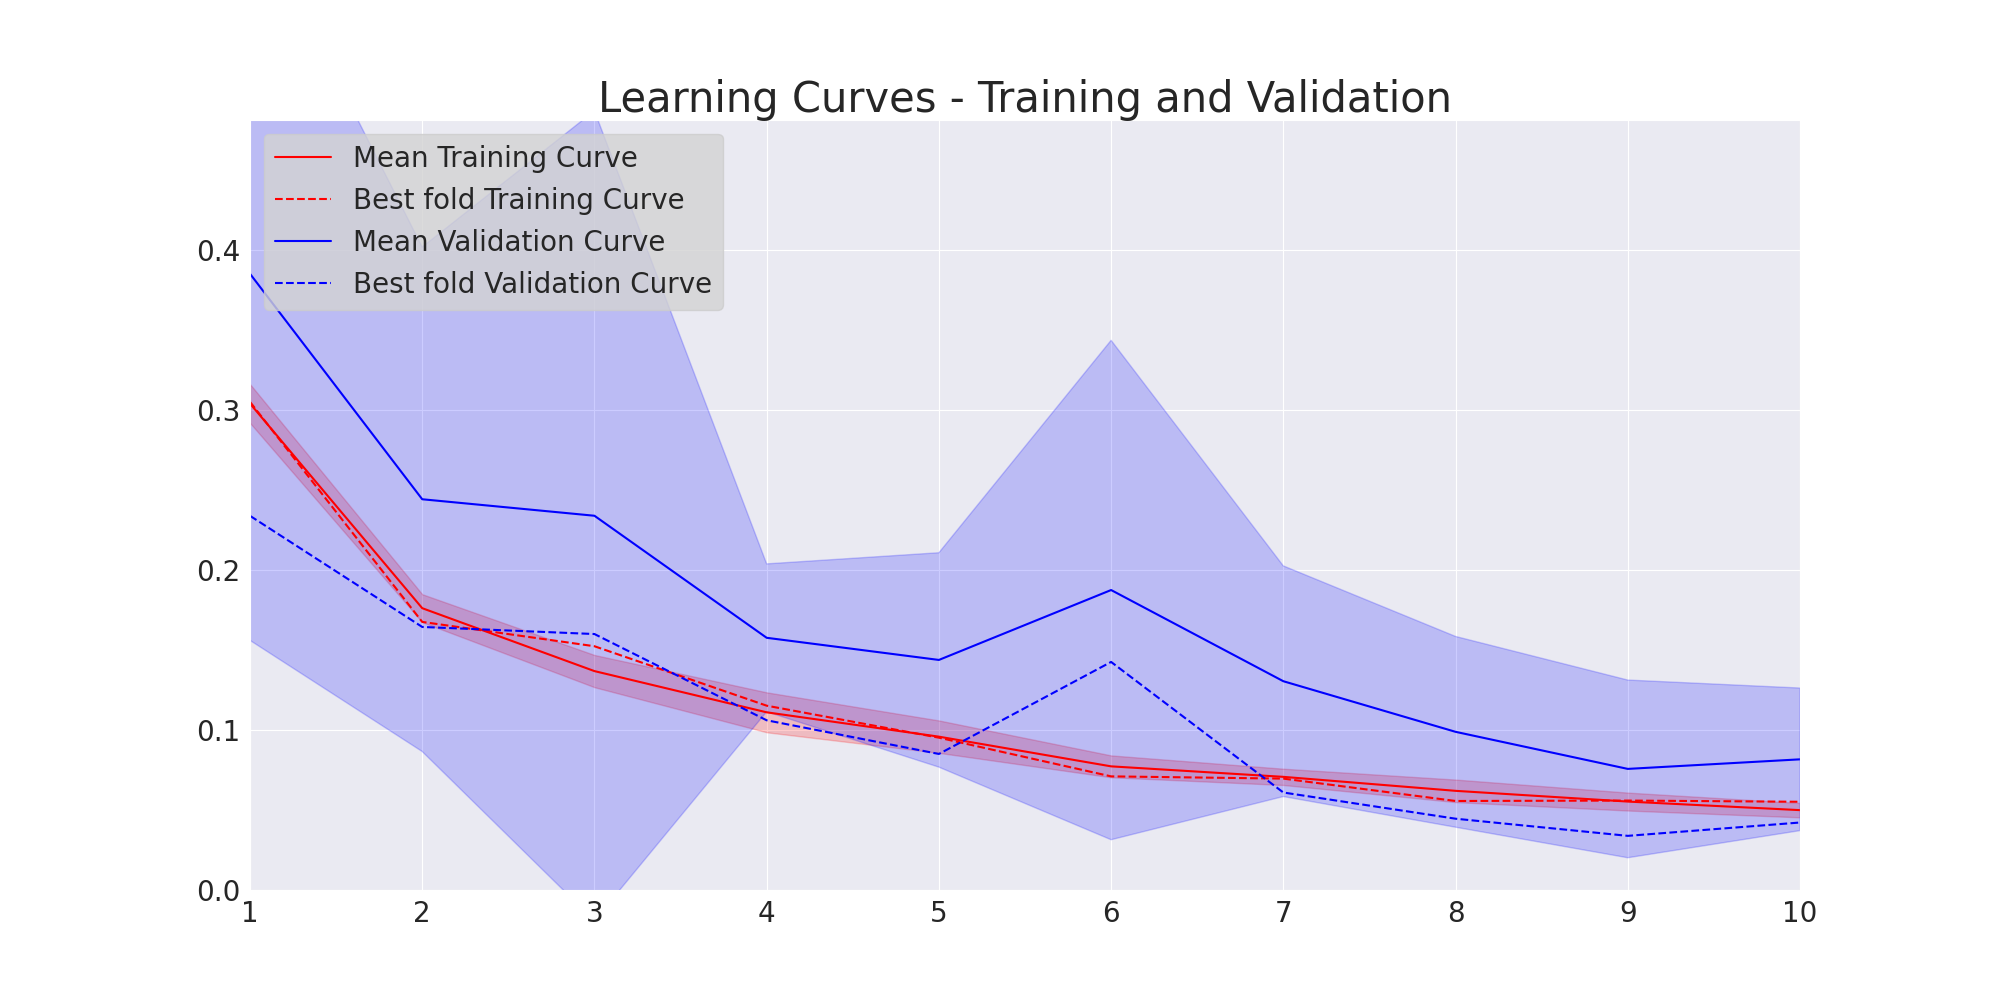 Learning Curves - Training and Validation
Mean Training Curve
Best fold Training Curve
Mean Validation Curve
Best fold Validation Curve
0.4
0.3
0.2
0.1
0.0
1 2 3 4 5 6 7 8 9 10